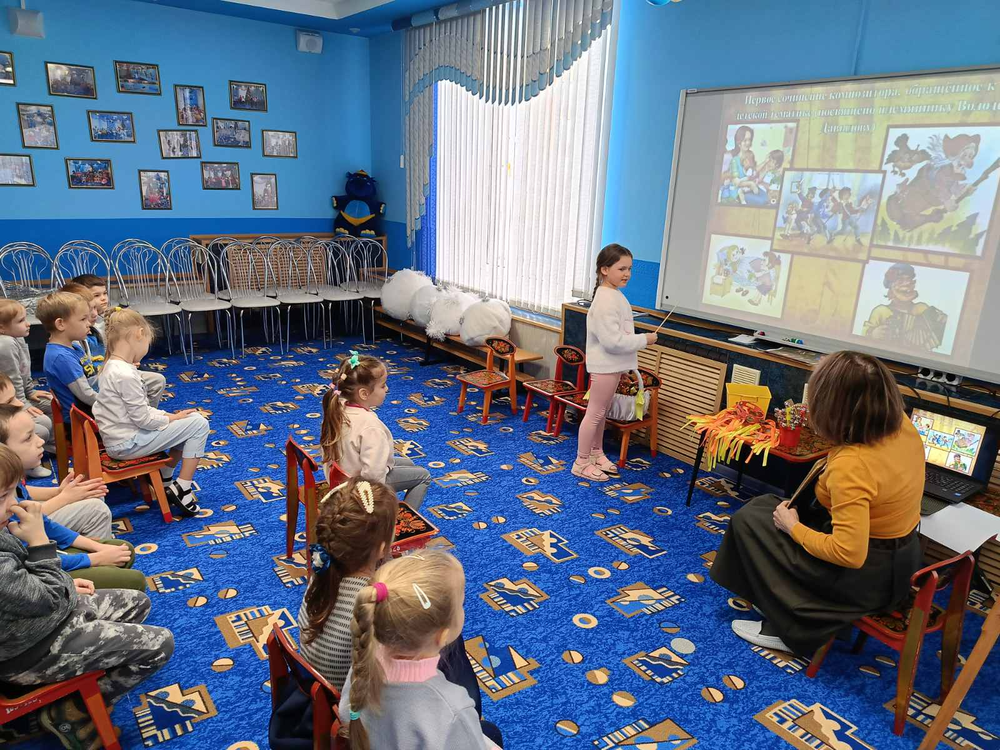 Первое сочинение композитора, обращённое к
детской тематике (посвящено племяннику Володе
Давыдову)